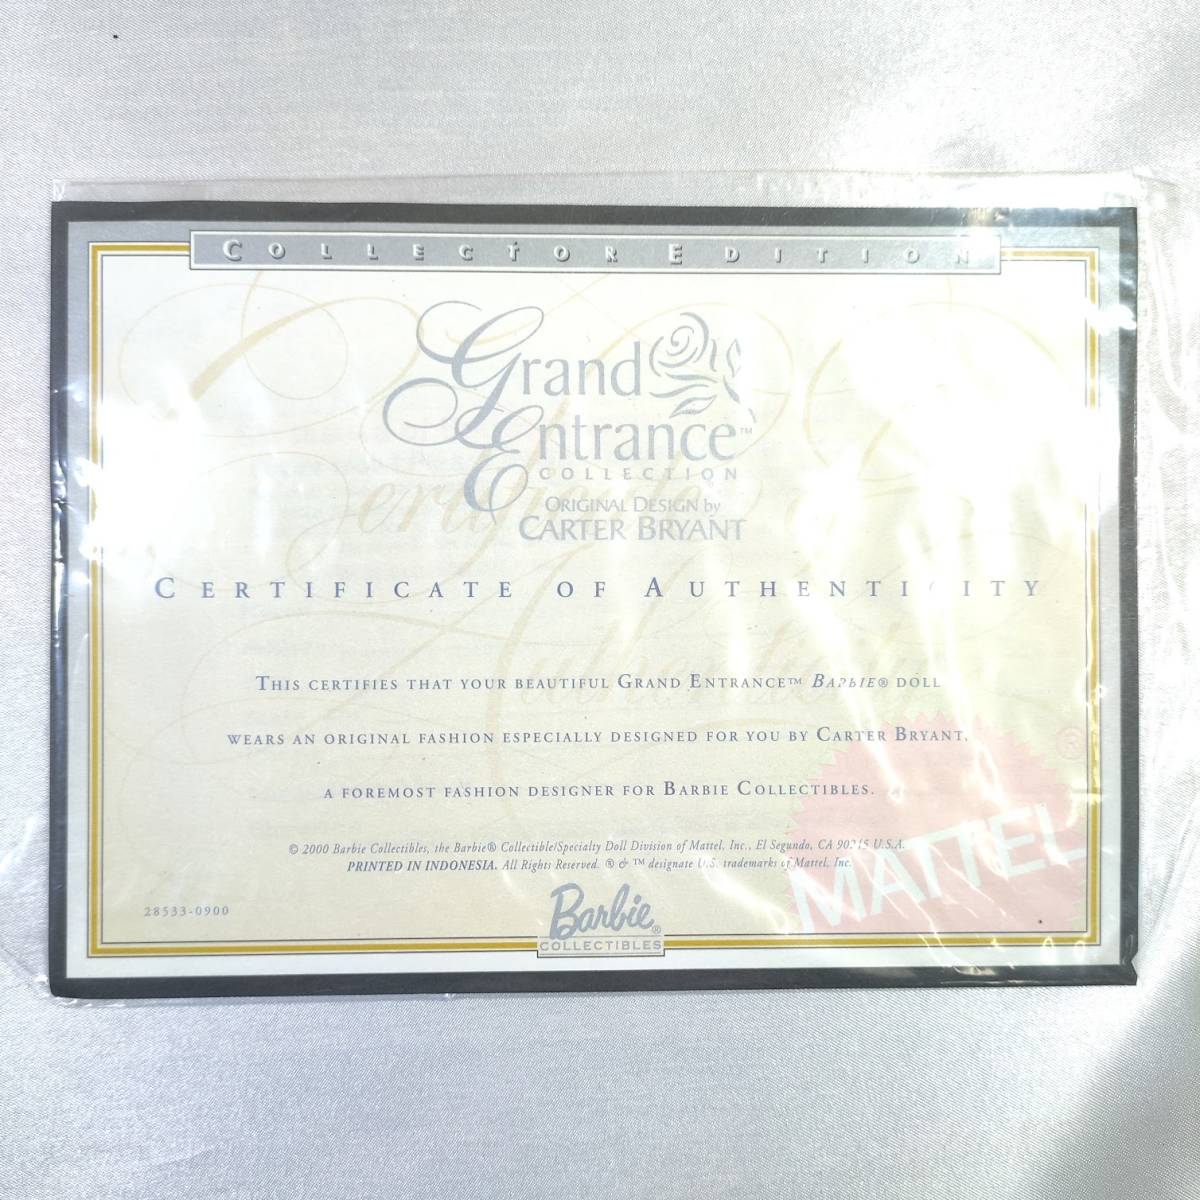 COLLECTOR EDITION
Grand
Entrance™
COLLECTION
ORIGINAL DESIGN by
CARTER BRYANT
Certificate of
Authenticity
CERTIFICATE OF AUTHENTICITY
THIS CERTIFIES THAT YOUR BEAUTIFUL GRAND ENTRANCE™ BARBIE® DOLL
WEARS AN ORIGINAL FASHION ESPECIALLY DESIGNED FOR YOU BY CARTER BRYANT,
A FOREMOST FASHION DESIGNER FOR BARBIE COLLECTIBLES.
© 2000 Barbie Collectibles, the Barbie® Collectible/Specialty Doll Division of Mattel, Inc., El Segundo, CA 90245 U.S.A.
PRINTED IN INDONESIA. All Rights Reserved. ® & ™ designate U.S. trademarks of Mattel, Inc.
MATTEL ®
28533-0900
Barbie®
COLLECTIBLES